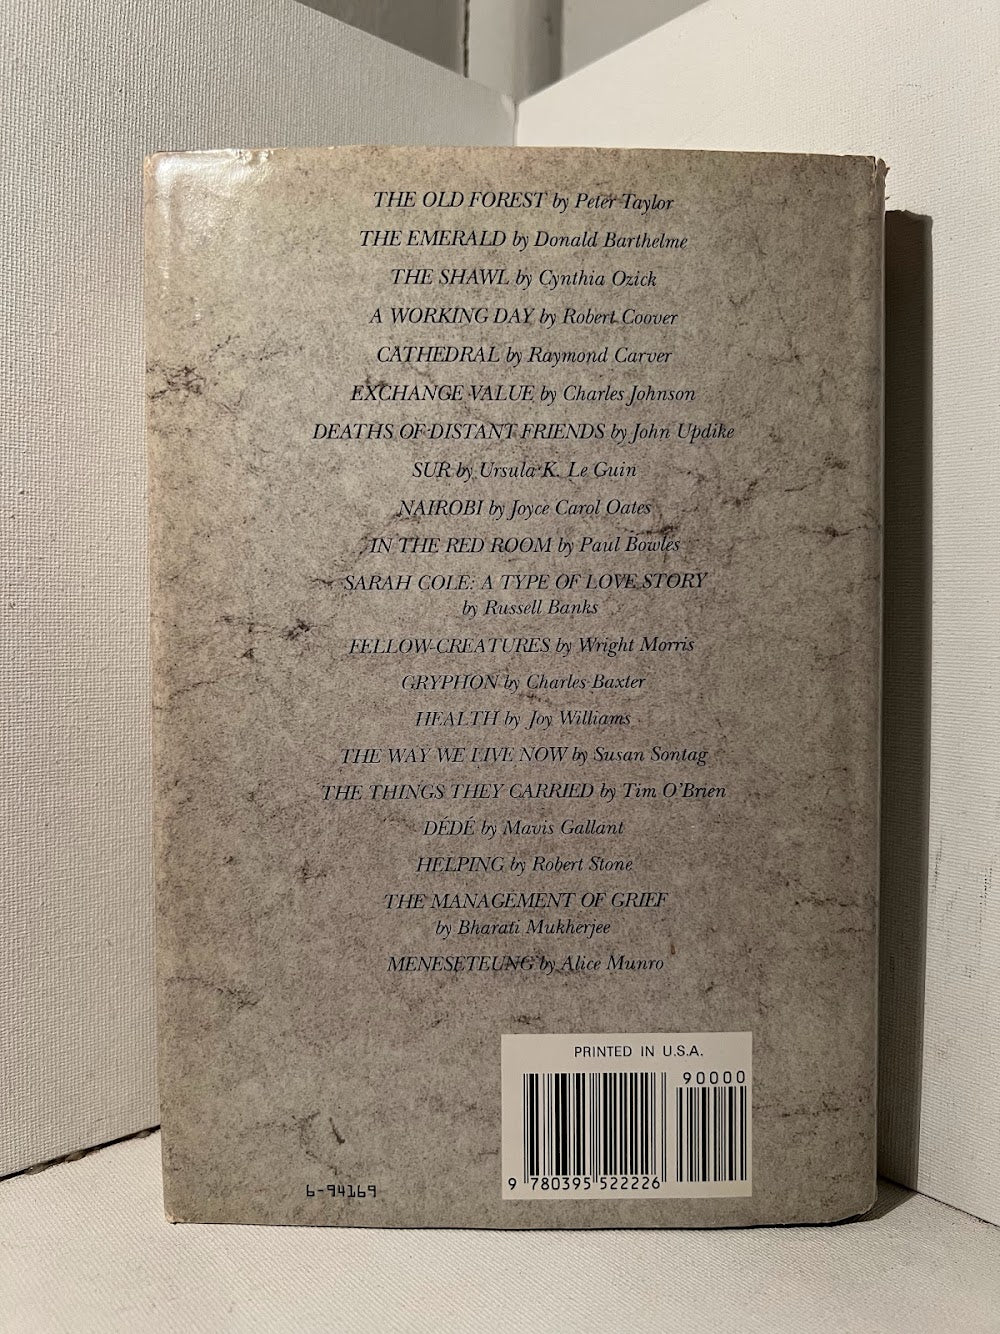 THE OLD FOREST by Peter Taylor
THE EMERALD by Donald Barthelme
THE SHAWL by Cynthia Ozick
A WORKING DAY by Robert Coover
CATHEDRAL by Raymond Carver
EXCHANGE VALUE by Charles Johnson
DEATHS OF DISTANT FRIENDS by John Updike
SUR by Ursula K. Le Guin
NAIROBI by Joyce Carol Oates
IN THE RED ROOM by Paul Bowles
SARAH COLE: A TYPE OF LOVE STORY
by Russell Banks
FELLOW-CREATURES by Wright Morris
GRYPHON by Charles Baxter
HEALTH by Joy Williams
THE WAY WE LIVE NOW by Susan Sontag
THE THINGS THEY CARRIED by Tim O'Brien
DÉDÉ by Mavis Gallant
HELPING by Robert Stone
THE MANAGEMENT OF GRIEF
by Bharati Mukherjee
MENESETEUNG by Alice Munro
PRINTED IN U.S.A.
90000
9 780395 522226
6-94169